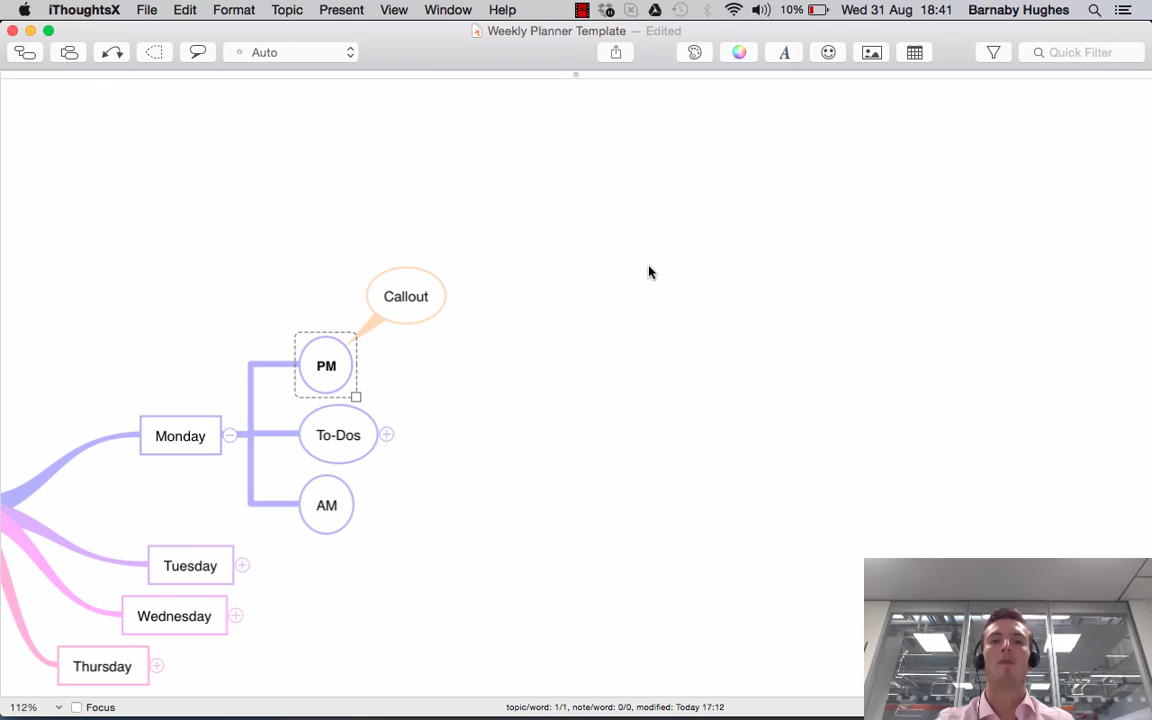 iThoughtsX File Edit Format Topic Present View Window Help 10% Wed 31 Aug 18:41 Barnaby Hughes
Weekly Planner Template — Edited
Auto Quick Filter
Callout
PM
Monday To-Dos
AM
Tuesday
Wednesday
Thursday
112% Focus topic/word: 1/1, note/word: 0/0, modified: Today 17:12